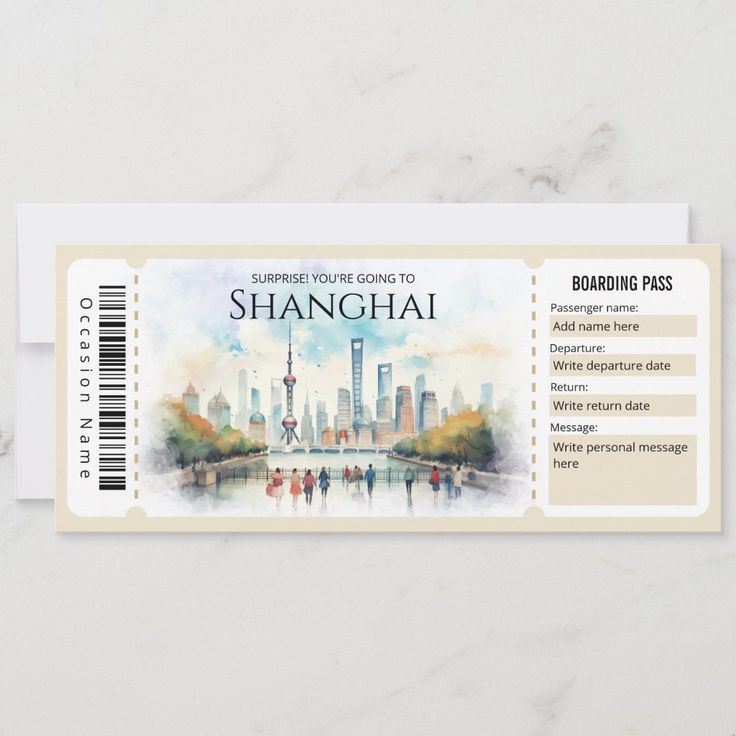 Occasion Name
SURPRISE! YOU'RE GOING TO
SHANGHAI
BOARDING PASS
Passenger name:
Add name here
Departure:
Write departure date
Return:
Write return date
Message:
Write personal message
here